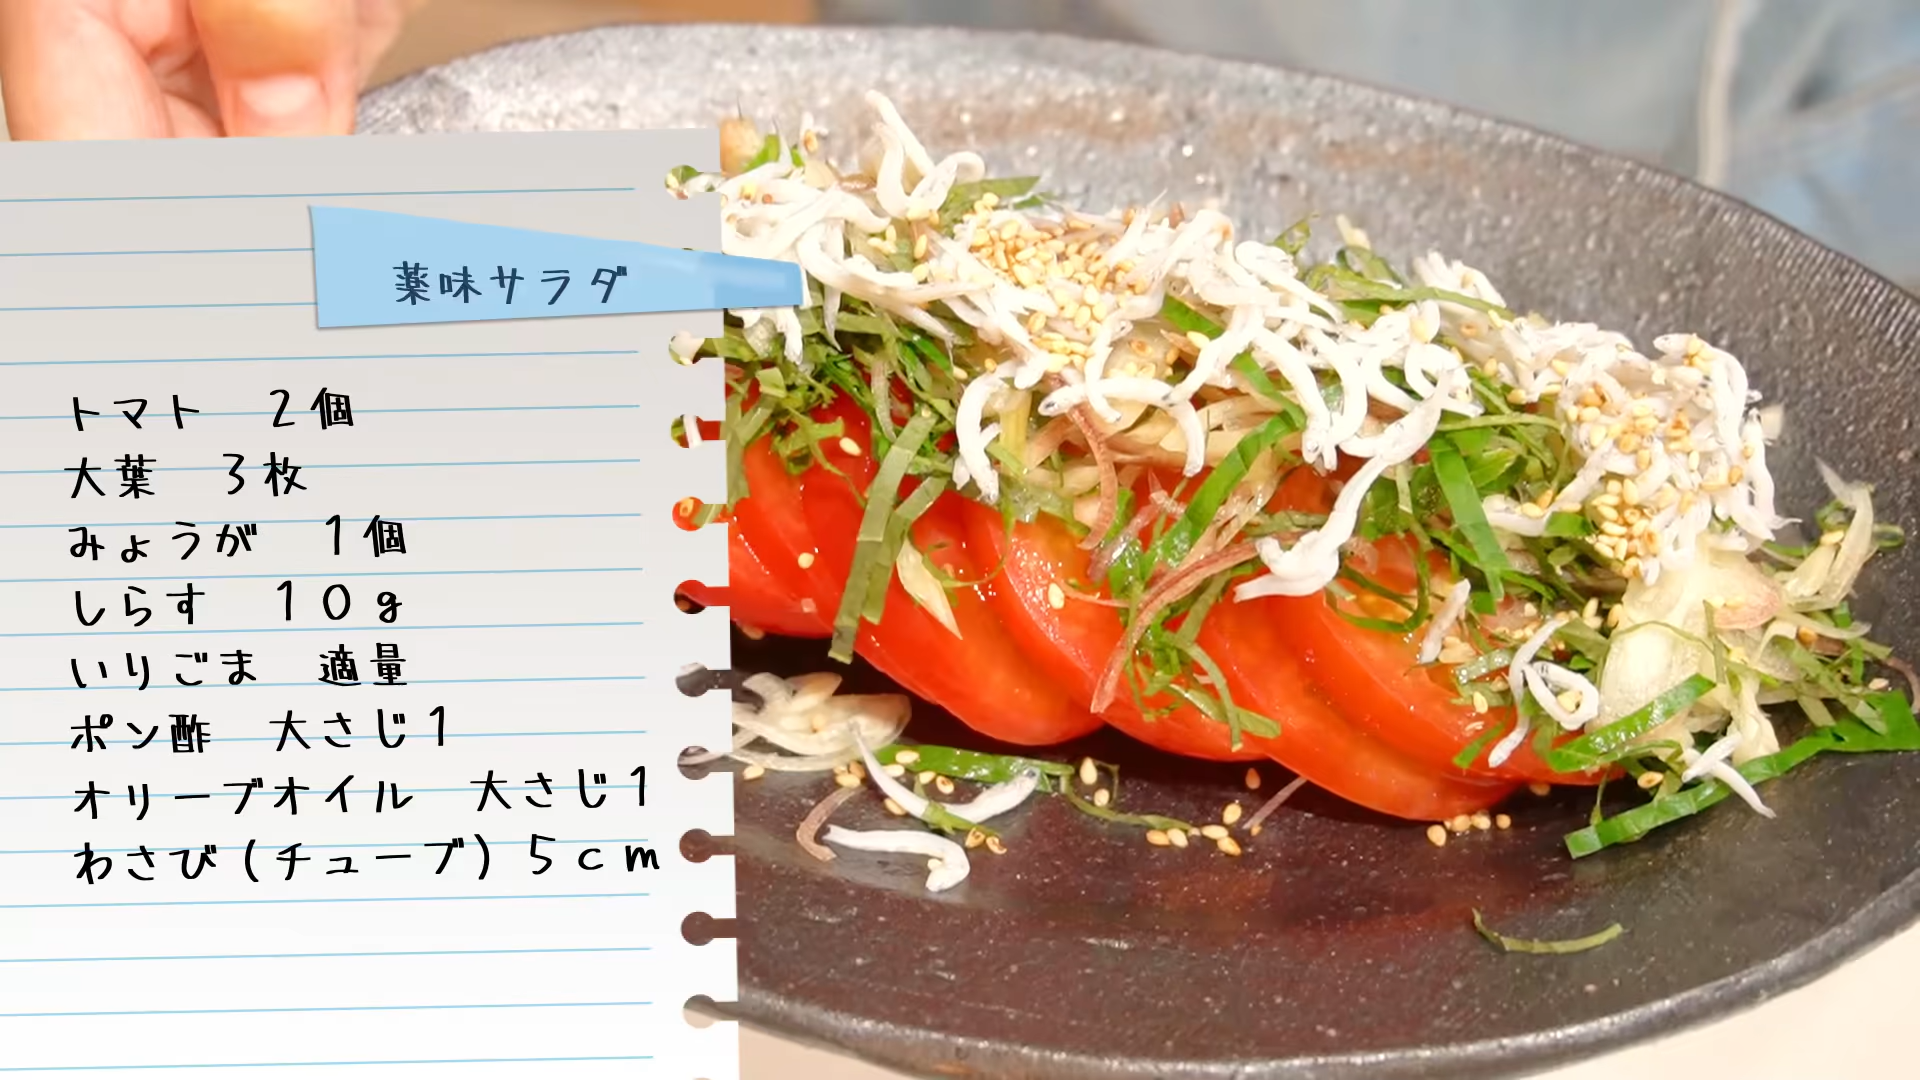 薬味サラダ
トマト　２個
大葉　３枚
みょうが　１個
しらす　１０ｇ
いりごま　適量
ポン酢　大さじ１
オリーブオイル　大さじ１
わさび（チューブ）５ｃｍ